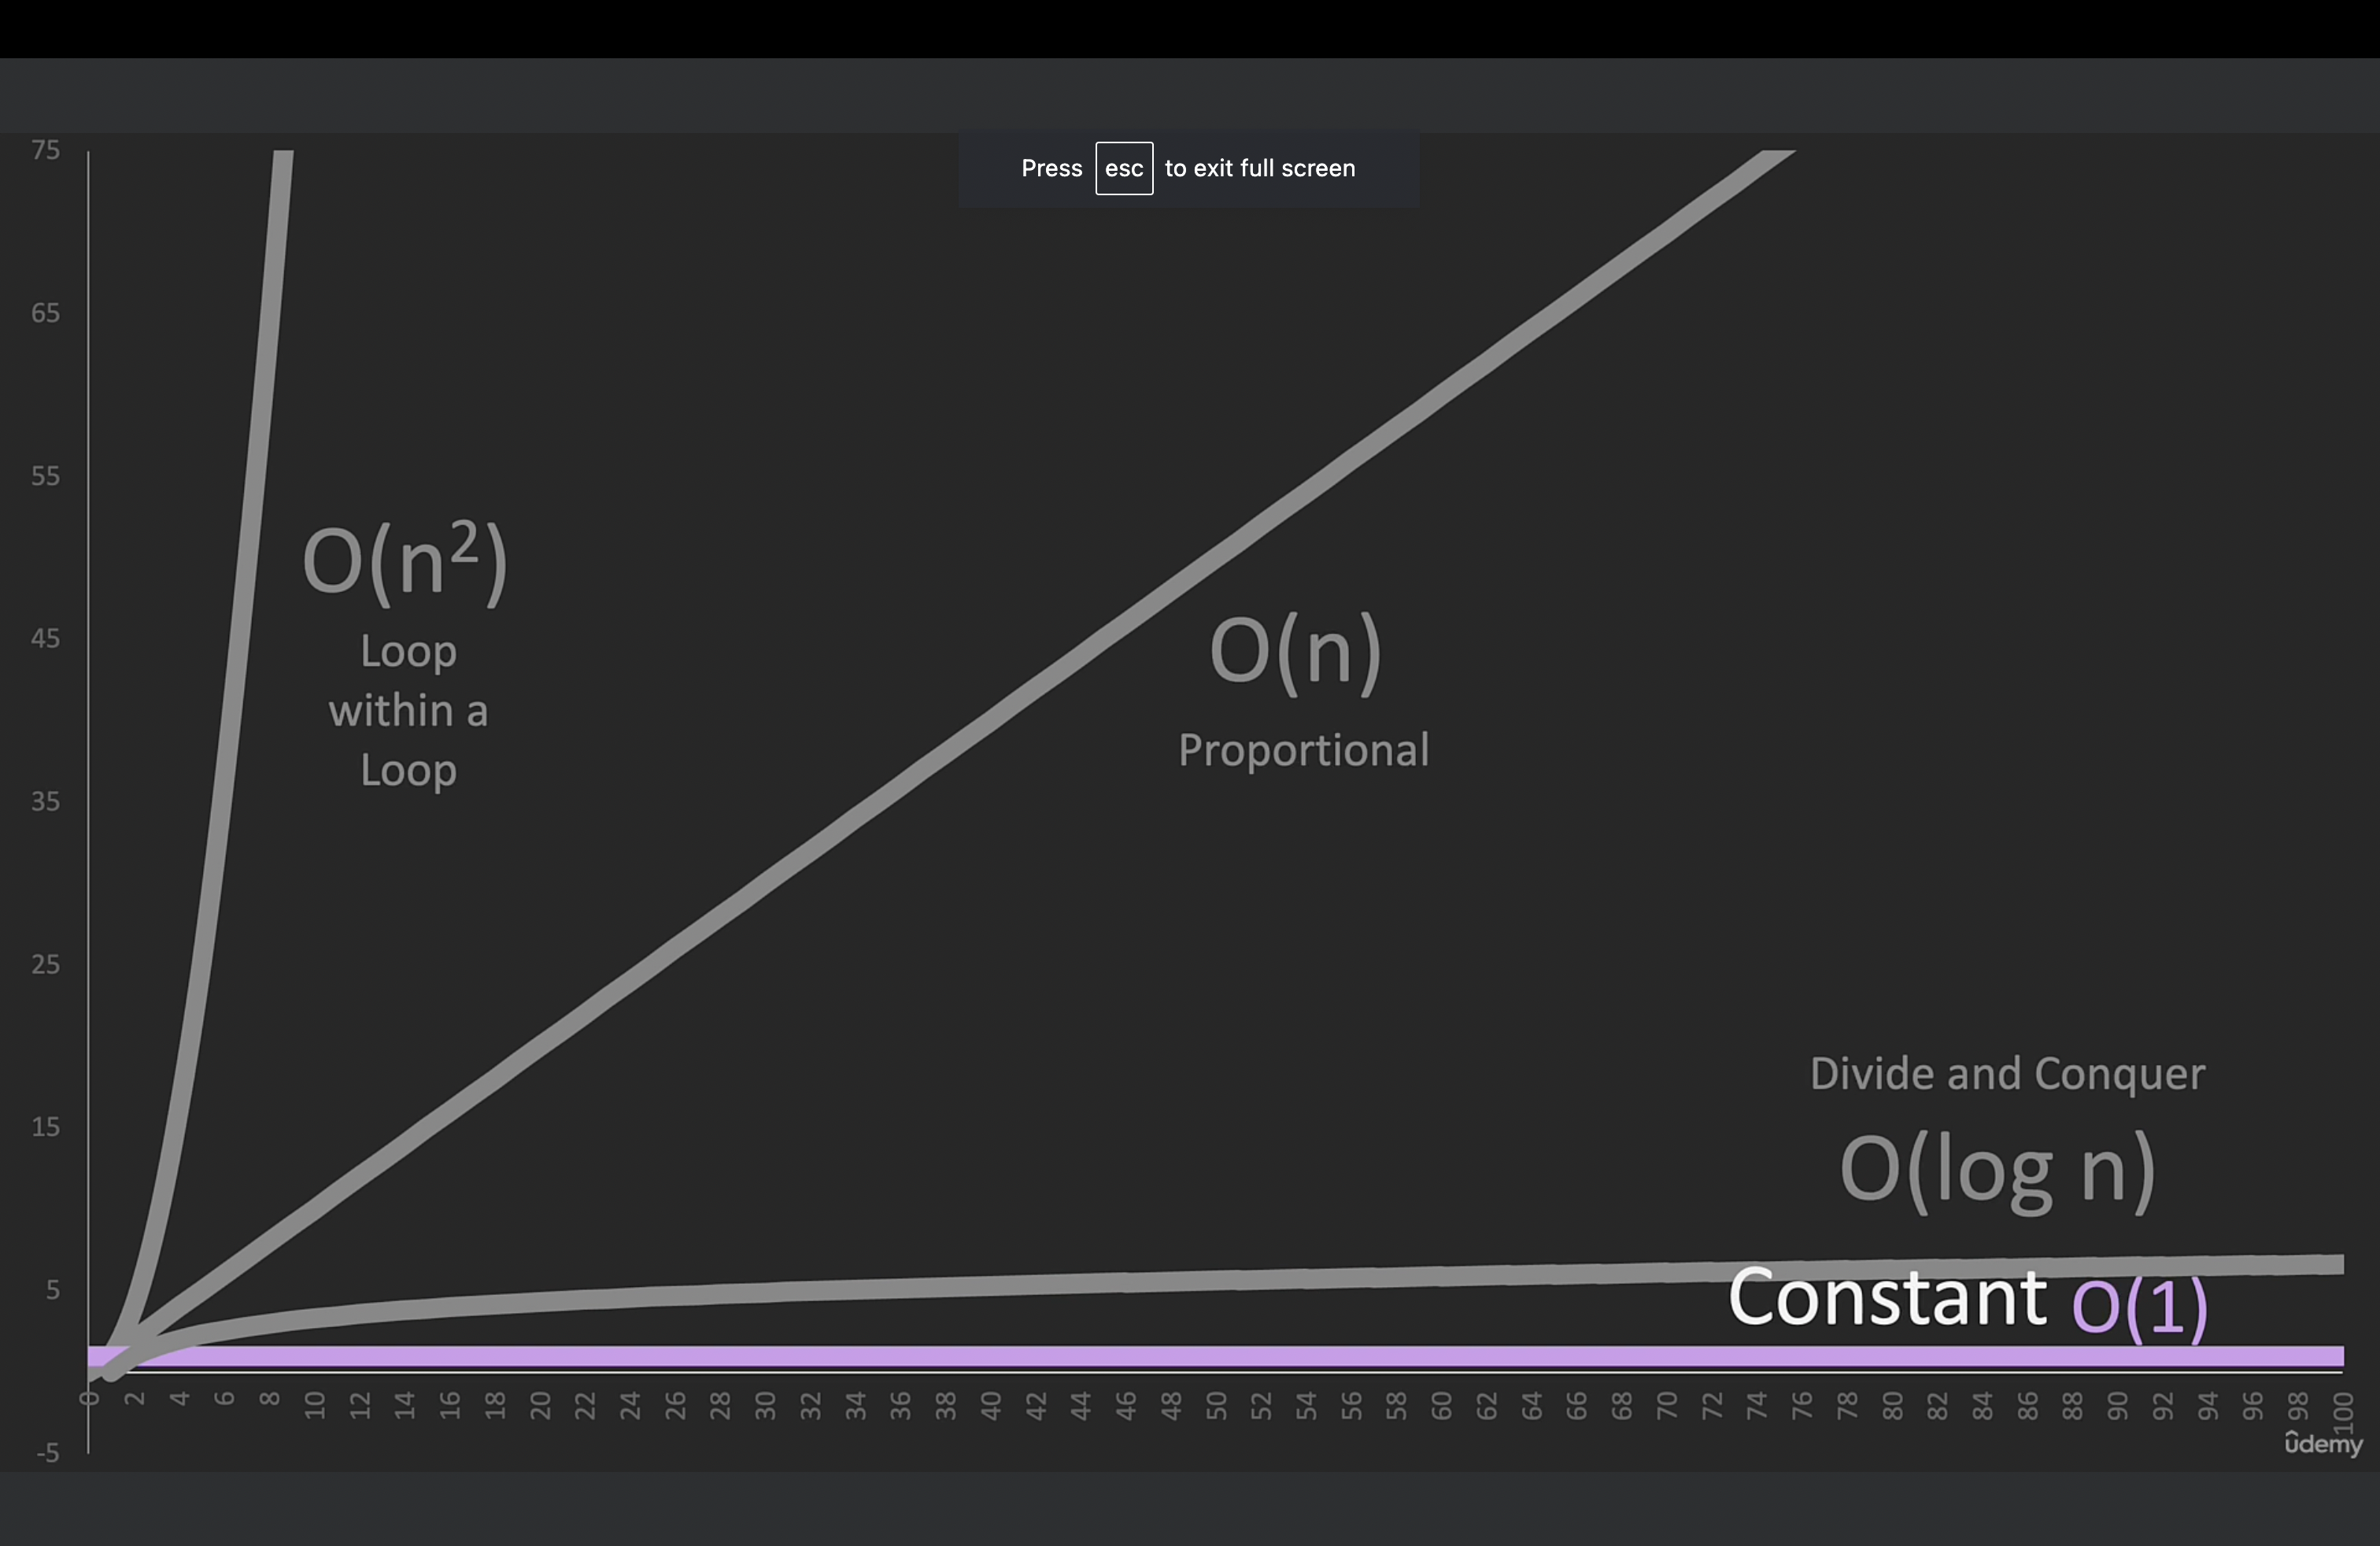 Press esc to exit full screen
75
65
55
45
35
25
15
5
-5
O(n²)
Loop
within a
Loop
O(n)
Proportional
Divide and Conquer
O(log n)
Constant O(1)
0 2 4 6 8 10 12 14 16 18 20 22 24 26 28 30 32 34 36 38 40 42 44 46 48 50 52 54 56 58 60 62 64 66 68 70 72 74 76 78 80 82 84 86 88 90 92 94 96 98 100
ûdemy